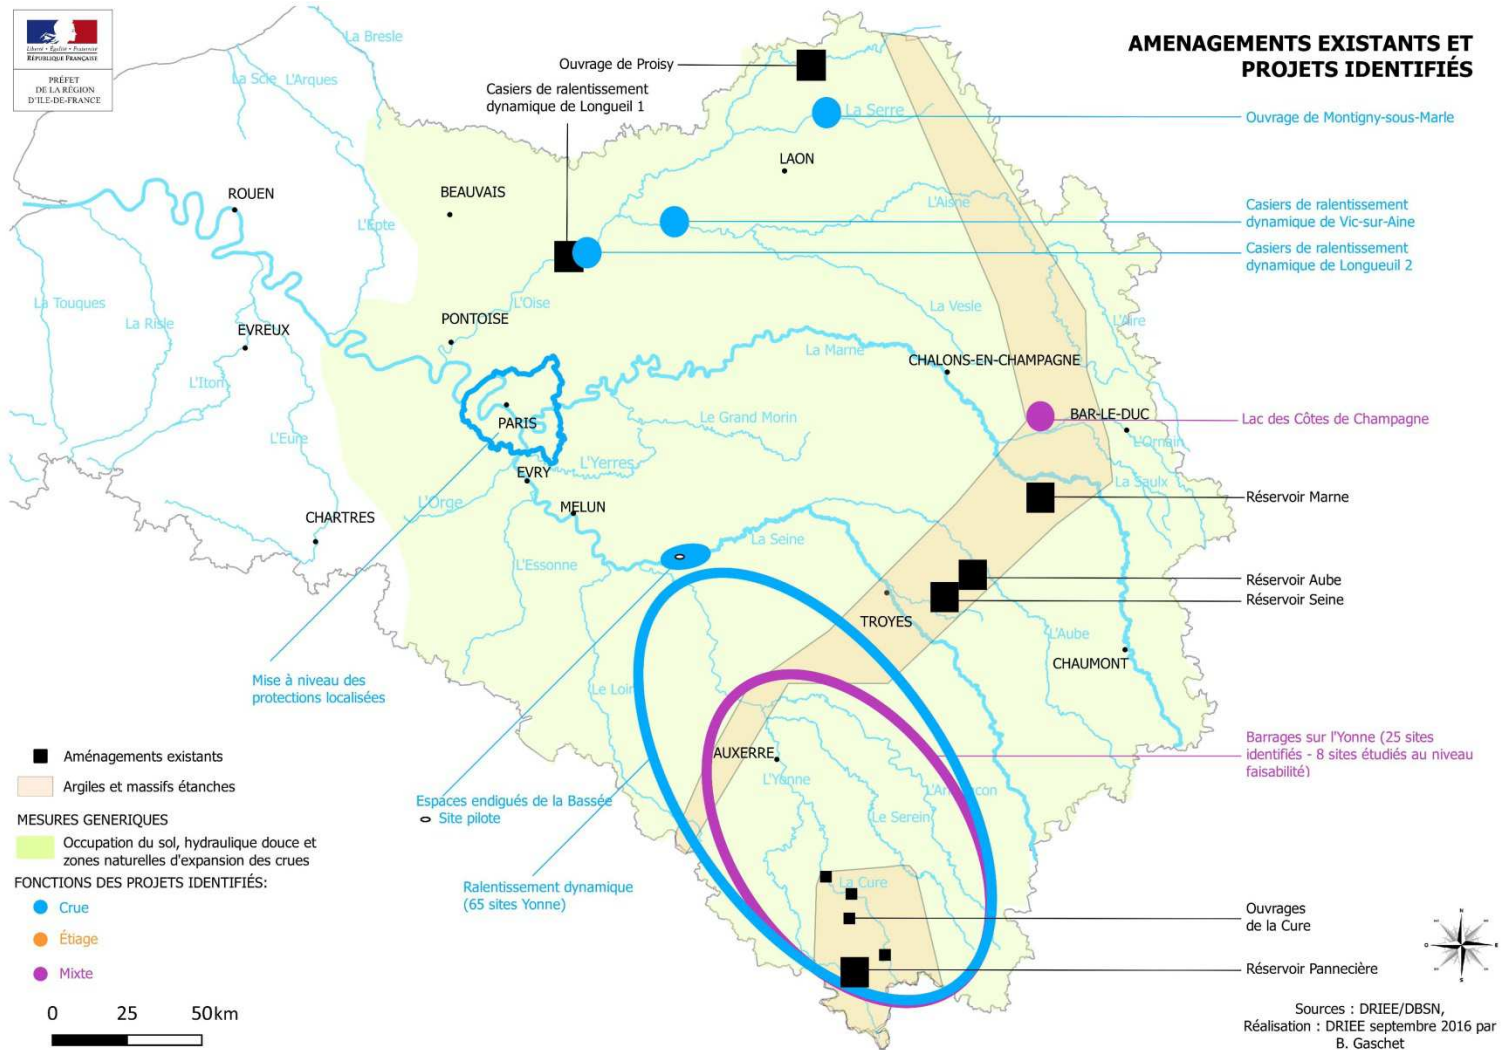 Liberté • Égalité • Fraternité
RÉPUBLIQUE FRANÇAISE
PRÉFET
DE LA RÉGION
D'ILE-DE-FRANCE
AMENAGEMENTS EXISTANTS ET
PROJETS IDENTIFIÉS
La Bresle
La Scie
L'Arques
Ouvrage de Proisy
Casiers de ralentissement
dynamique de Longueil 1
La Serre
Ouvrage de Montigny-sous-Marle
LAON
ROUEN
BEAUVAIS
L'Epte
L'Aisne
Casiers de ralentissement
dynamique de Vic-sur-Aine
Casiers de ralentissement
dynamique de Longueuil 2
La Touques
La Risle
EVREUX
PONTOISE
L'Oise
La Vesle
L'Aire
La Marne
CHALONS-EN-CHAMPAGNE
L'Iton
L'Eure
PARIS
Le Grand Morin
BAR-LE-DUC
Lac des Côtes de Champagne
L'Ornain
L'Yerres
EVRY
La Saulx
L'Orge
MELUN
Réservoir Marne
CHARTRES
La Seine
L'Essonne
Réservoir Aube
Réservoir Seine
TROYES
L'Aube
CHAUMONT
Mise à niveau des
protections localisées
Le Loin
AUXERRE
L'Yonne
L'Armançon
Le Serein
Barrages sur l'Yonne (25 sites
identifiés - 8 sites étudiés au niveau
faisabilité)
Aménagements existants
Argiles et massifs étanches
MESURES GENERIQUES
Occupation du sol, hydraulique douce et
zones naturelles d'expansion des crues
FONCTIONS DES PROJETS IDENTIFIÉS:
Crue
Étiage
Mixte
Espaces endigués de la Bassée
Site pilote
Ralentissement dynamique
(65 sites Yonne)
La Cure
Ouvrages
de la Cure
Réservoir Pannecière
N
O
E
S
0 25 50km
Sources : DRIEE/DBSN,
Réalisation : DRIEE septembre 2016 par
B. Gaschet